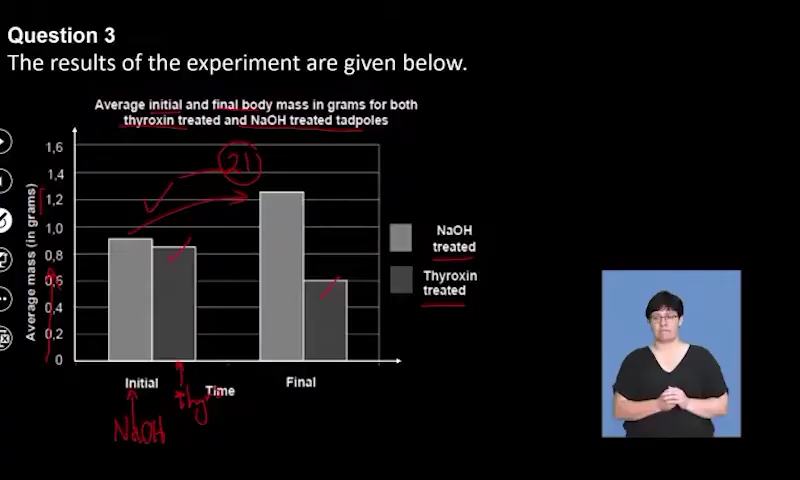 Question 3
The results of the experiment are given below.
Average initial and final body mass in grams for both
thyroxin treated and NaOH treated tadpoles
21
1,6
1,4
1,2
1,0
0,8
0,6
0,4
0,2
0
Average mass (in grams)
NaOH
treated
Thyroxin
treated
Initial
Time
Final
NaOH